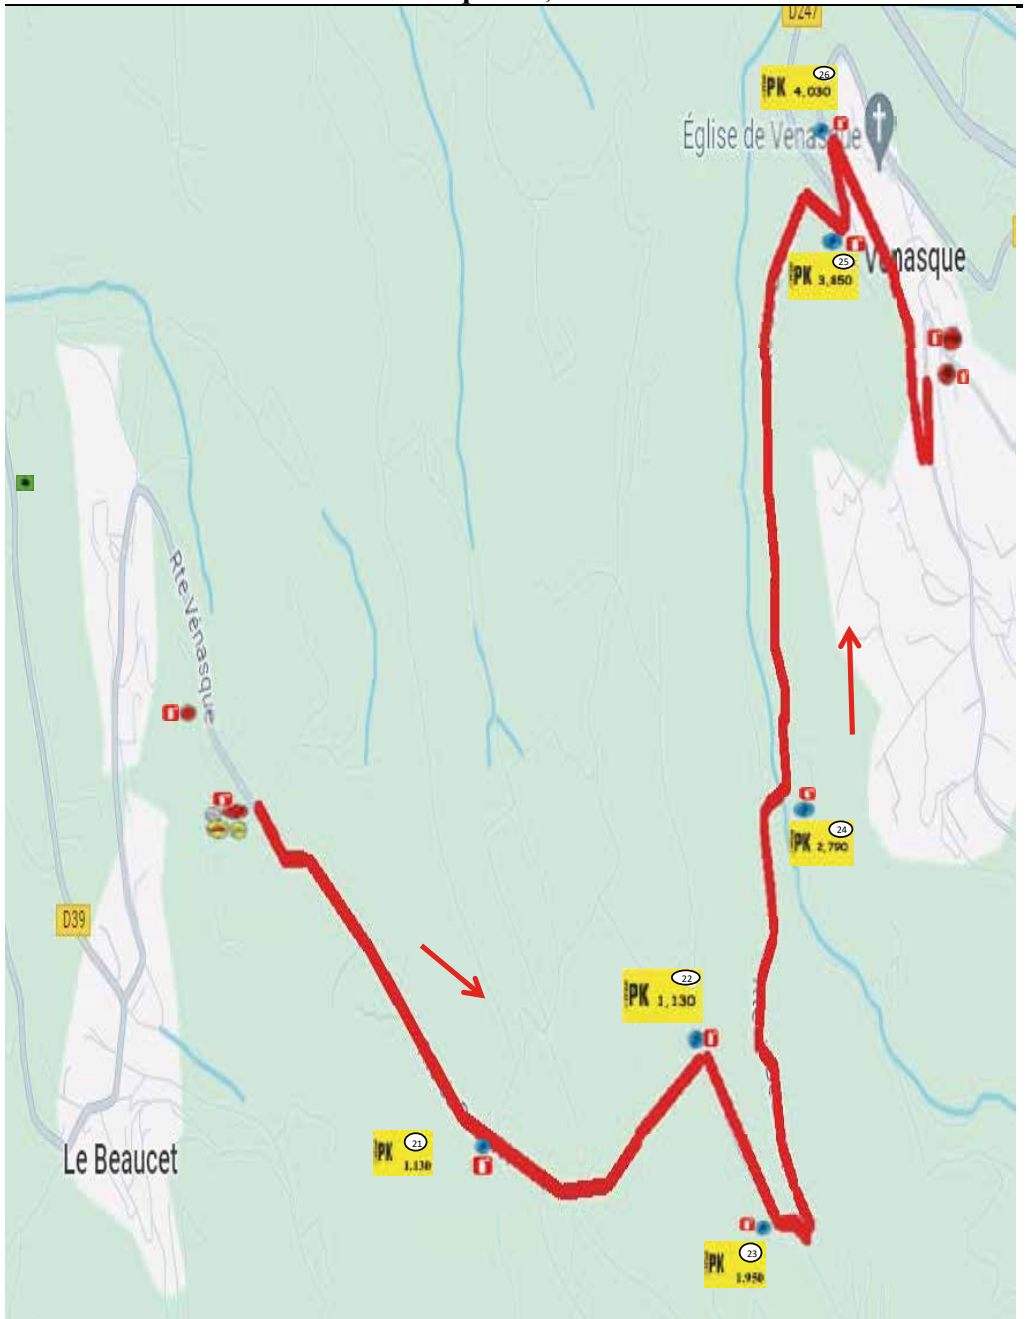 D247
26
PK 4,030
Église de Venasque
25
PK 3,850
Venasque
Rte Vénasque
24
PK 2,790
D39
22
PK 1,130
21
PK 1.130
Le Beaucet
23
PK 1.950